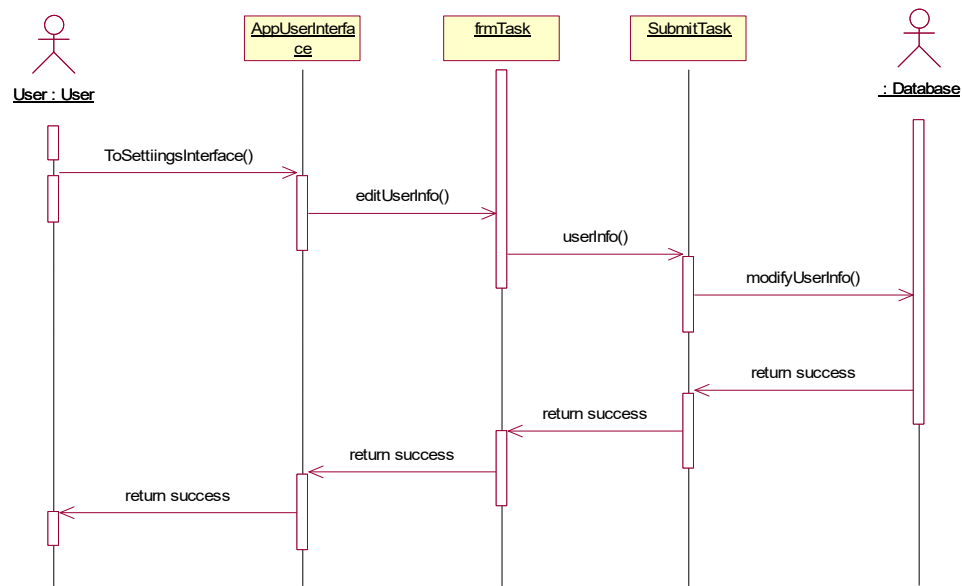 AppUserInterfa
ce
frmTask
SubmitTask
User : User
: Database
ToSettiingsInterface()
editUserInfo()
userInfo()
modifyUserInfo()
return success
return success
return success
return success